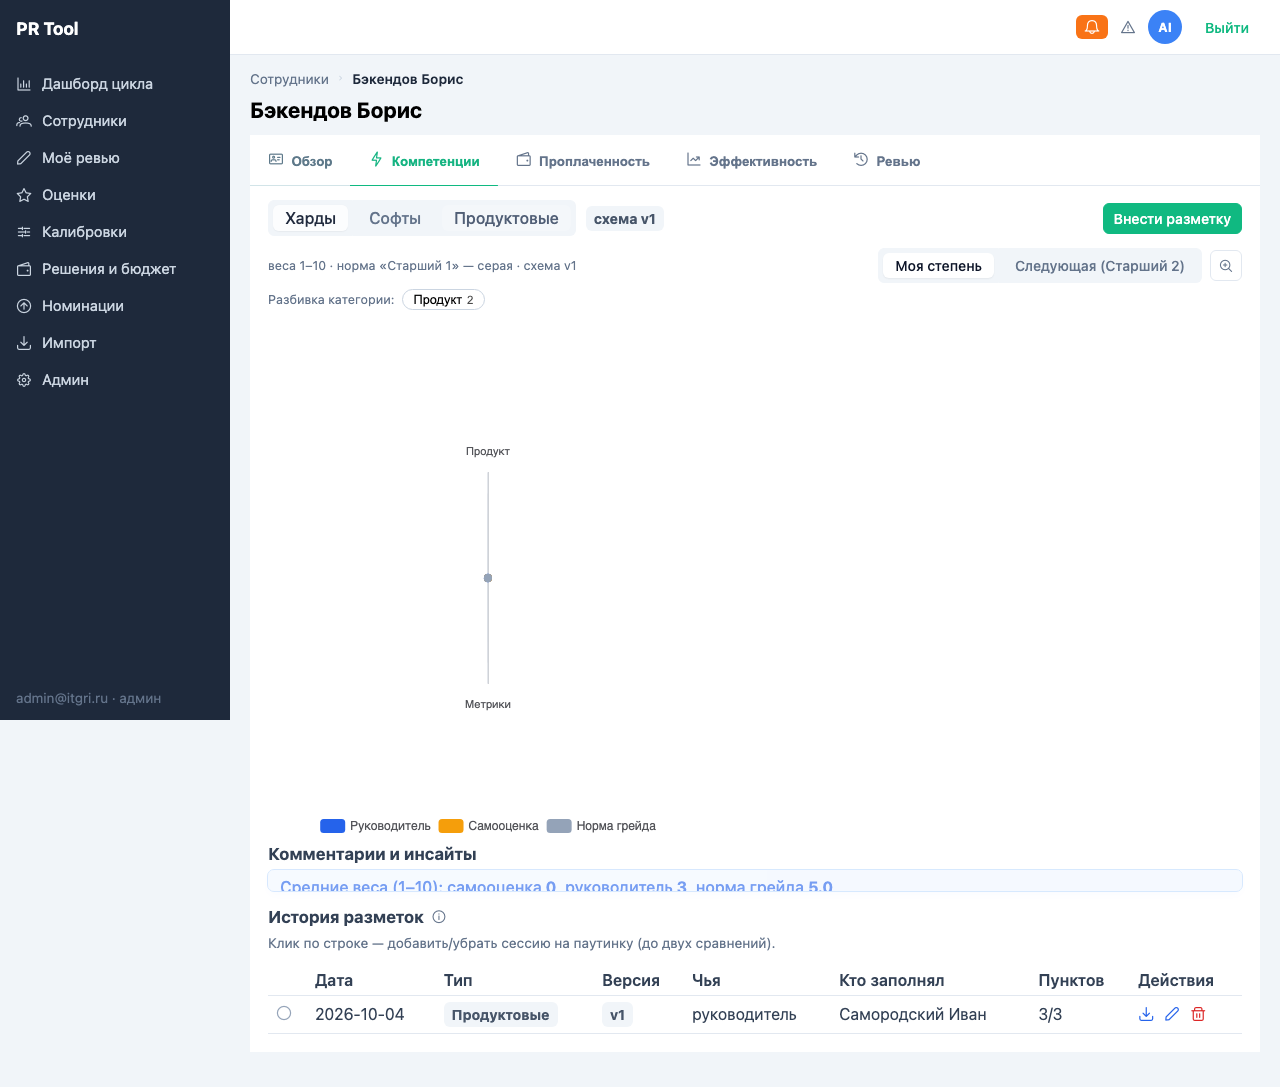 PR Tool
Дашборд цикла
Сотрудники
Моё ревью
Оценки
Калибровки
Решения и бюджет
Номинации
Импорт
Админ
admin@itgri.ru · админ
AI
Выйти
Сотрудники
Бэкендов Борис
Бэкендов Борис
Обзор
Компетенции
Проплаченность
Эффективность
Ревью
Харды
Софты
Продуктовые
схема v1
Внести разметку
веса 1–10 · норма «Старший 1» — серая · схема v1
Моя степень
Следующая (Старший 2)
Разбивка категории:
Продукт 2
Продукт
Метрики
Руководитель
Самооценка
Норма грейда
Комментарии и инсайты
Средние веса (1–10): самооценка 0, руководитель 3, норма грейда 5.0
История разметок
Клик по строке — добавить/убрать сессию на паутинку (до двух сравнений).
Дата Тип Версия Чья Кто заполнял Пунктов Действия
2026-10-04 Продуктовые v1 руководитель Самородский Иван 3/3